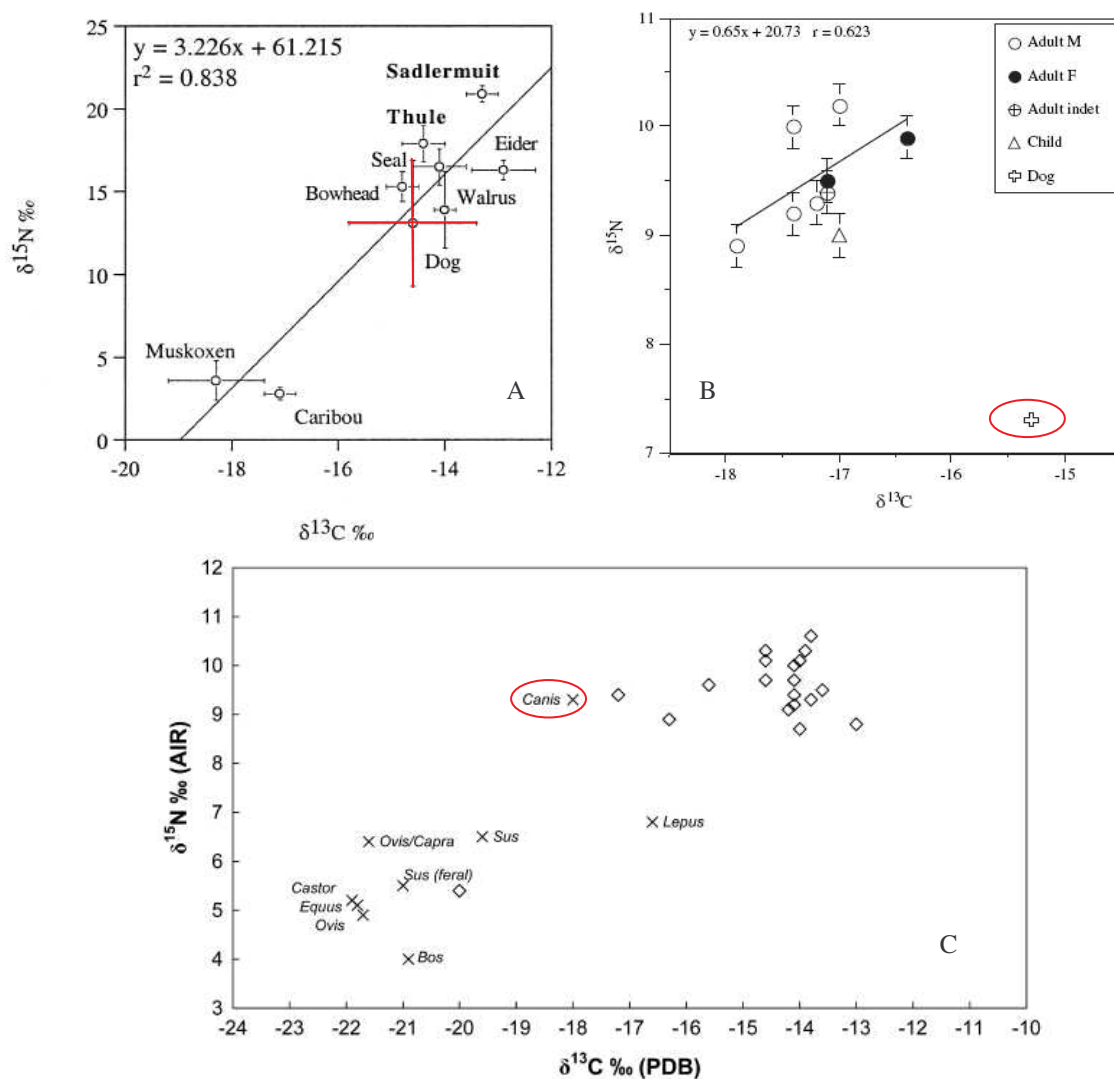 25
20
15
10
5
0
y = 3.226x + 61.215
r² = 0.838
Sadlermuit
Thule
Eider
Seal
Bowhead
Walrus
Dog
Muskoxen
Caribou
A
-20 -18 -16 -14 -12
δ¹⁵N ‰
δ¹³C ‰
11
10
9
8
7
y = 0.65x + 20.73 r = 0.623
Adult M
Adult F
Adult indet
Child
Dog
B
-18 -17 -16 -15
δ¹⁵N
δ¹³C
12
11
10
9
8
7
6
5
4
3
Canis
Lepus
Ovis/Capra
Sus
Sus (feral)
Castor
Equus
Ovis
Bos
C
-24 -23 -22 -21 -20 -19 -18 -17 -16 -15 -14 -13 -12 -11 -10
δ¹⁵N ‰ (AIR)
δ¹³C ‰ (PDB)